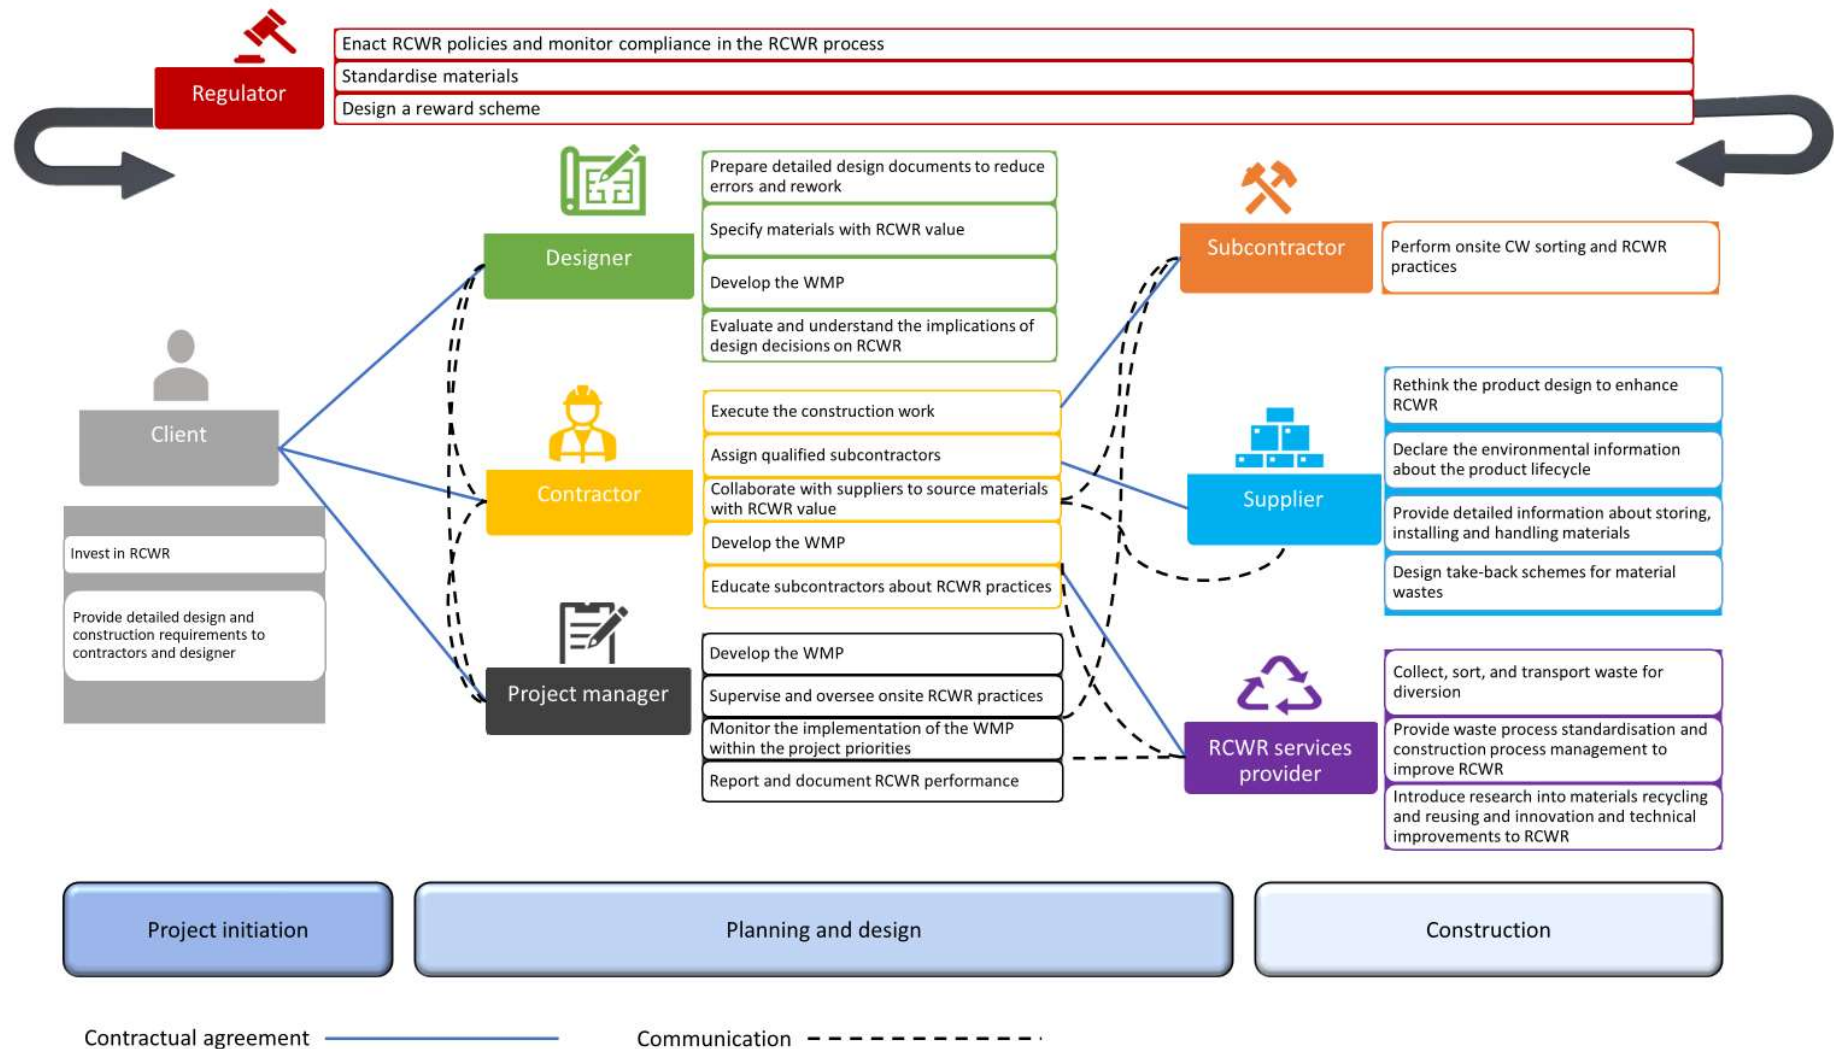 Enact RCWR policies and monitor compliance in the RCWR process
Standardise materials
Design a reward scheme
Regulator
Client
Invest in RCWR
Provide detailed design and
construction requirements to
contractors and designer
Designer
Prepare detailed design documents to reduce
errors and rework
Specify materials with RCWR value
Develop the WMP
Evaluate and understand the implications of
design decisions on RCWR
Contractor
Execute the construction work
Assign qualified subcontractors
Collaborate with suppliers to source materials
with RCWR value
Develop the WMP
Educate subcontractors about RCWR practices
Project manager
Develop the WMP
Supervise and oversee onsite RCWR practices
Monitor the implementation of the WMP
within the project priorities
Report and document RCWR performance
Subcontractor
Perform onsite CW sorting and RCWR
practices
Supplier
Rethink the product design to enhance
RCWR
Declare the environmental information
about the product lifecycle
Provide detailed information about storing,
installing and handling materials
Design take-back schemes for material
wastes
RCWR services
provider
Collect, sort, and transport waste for
diversion
Provide waste process standardisation and
construction process management to
improve RCWR
Introduce research into materials recycling
and reusing and innovation and technical
improvements to RCWR
Project initiation
Planning and design
Construction
Contractual agreement
Communication